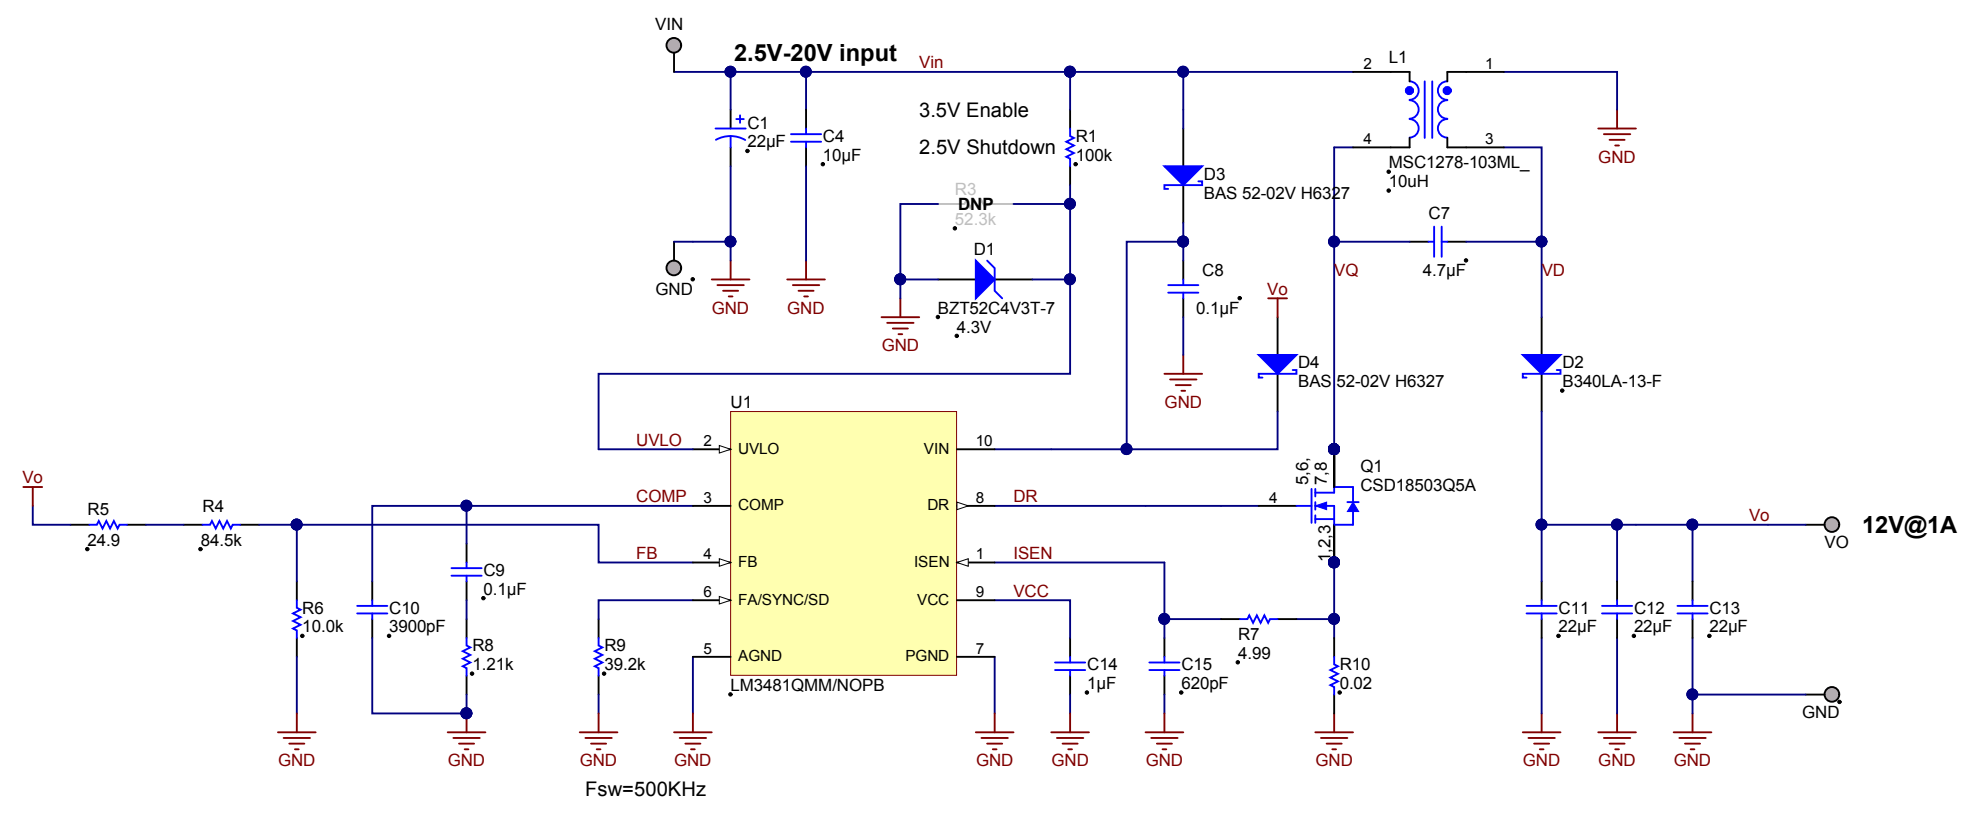 VIN
2.5V-20V input
Vin
3.5V Enable
2.5V Shutdown
C1
22µF
C4
10µF
GND
GND
GND
R1
100k
R3
DNP
52.3k
D1
BZT52C4V3T-7
4.3V
GND
D3
BAS 52-02V H6327
C8
0.1µF
GND
L1
2
1
4
3
MSC1278-103ML_
10uH
GND
C7
4.7µF
VQ
VD
Vo
D4
BAS 52-02V H6327
D2
B340LA-13-F
U1
UVLO
2
UVLO
VIN
10
COMP
3
COMP
DR
8
DR
4
FB
4
FB
ISEN
1
ISEN
6
FA/SYNC/SD
VCC
9
VCC
5
AGND
PGND
7
LM3481QMM/NOPB
5,6,
7,8
Q1
CSD18503Q5A
1,2,3
Vo
R5
24.9
R4
84.5k
R6
10.0k
C10
3900pF
C9
0.1µF
R8
1.21k
R9
39.2k
C14
1µF
C15
620pF
R7
4.99
R10
0.02
Vo
VO
12V@1A
C11
22µF
C12
22µF
C13
22µF
GND
GND
GND
GND
GND
GND
GND
GND
GND
GND
GND
GND
Fsw=500KHz